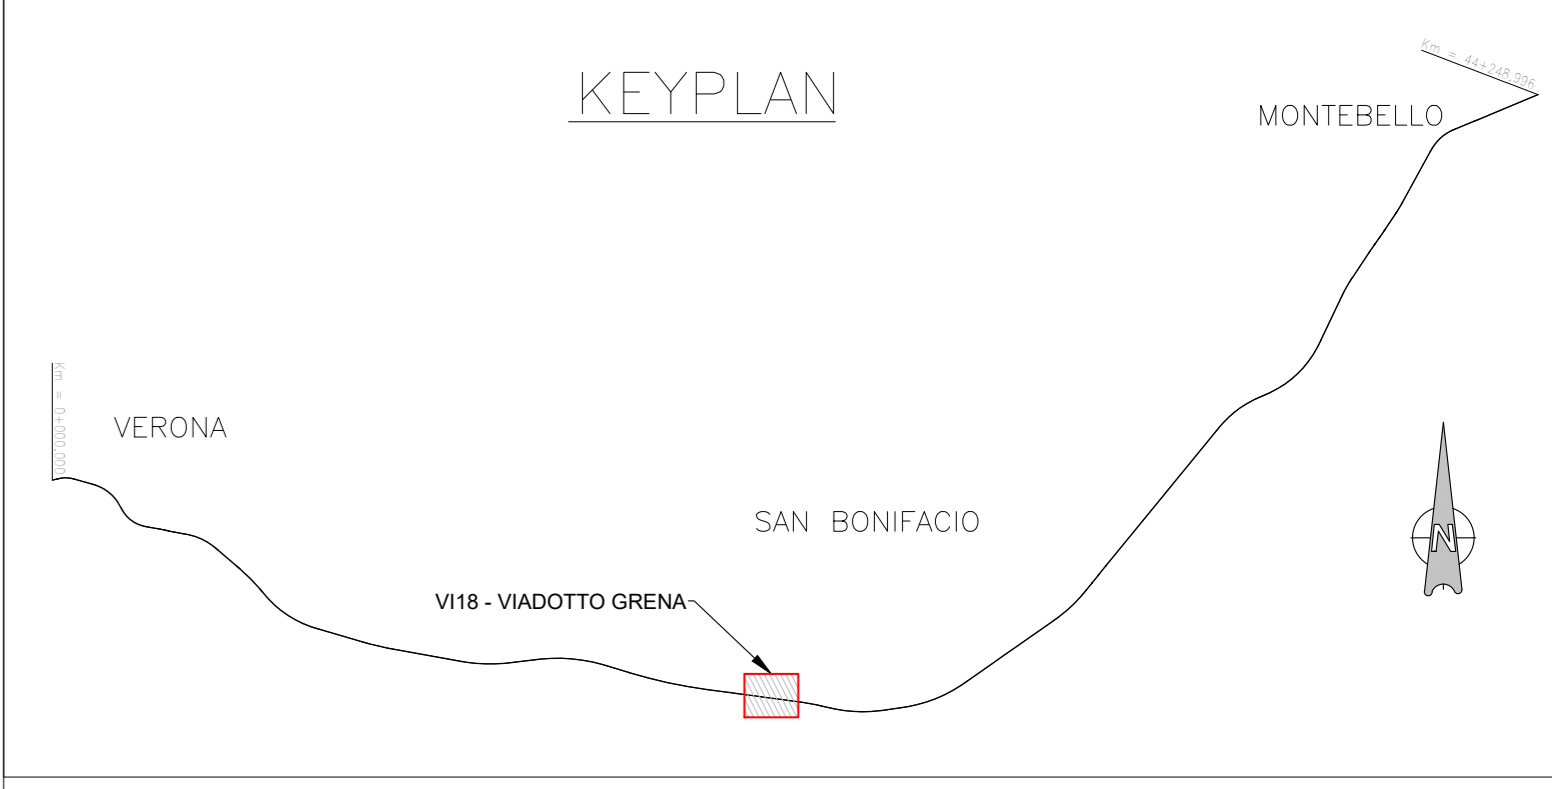 KEYPLAN
Km = 44+248.996
MONTEBELLO
Km = 0+000.000
VERONA
SAN BONIFACIO
N
VI18 - VIADOTTO GRENA